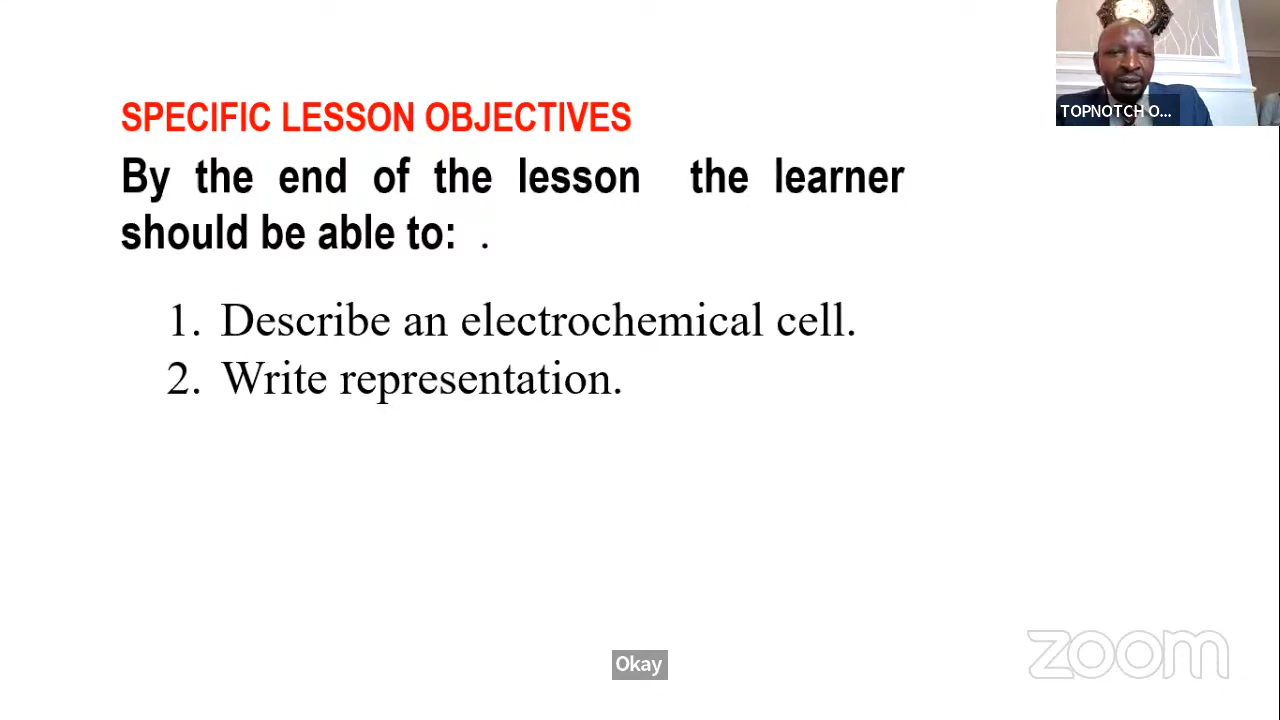 TOPNOTCH O...
SPECIFIC LESSON OBJECTIVES
By the end of the lesson the learner
should be able to: .
1. Describe an electrochemical cell.
2. Write representation.
Okay
zoom